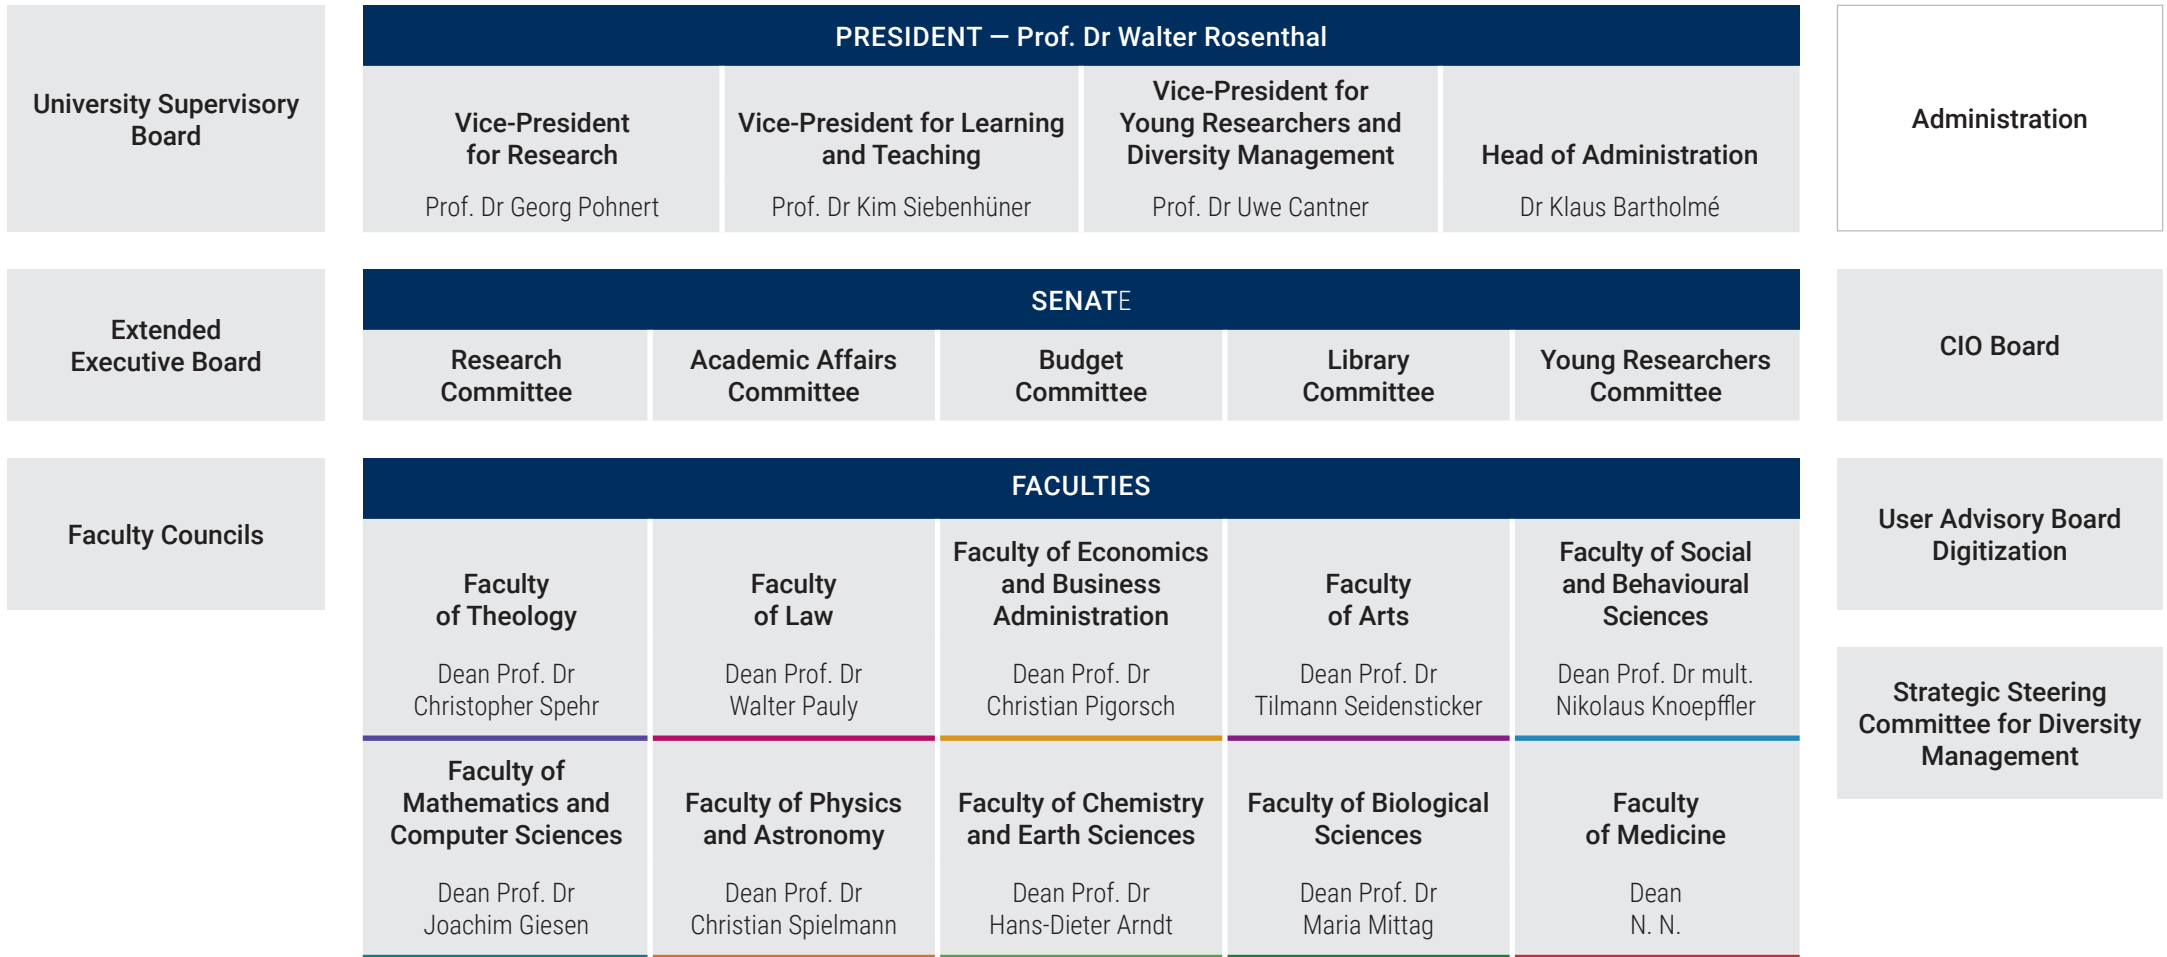 University Supervisory
Board
PRESIDENT — Prof. Dr Walter Rosenthal
Vice-President
for Research
Prof. Dr Georg Pohnert
Vice-President for Learning
and Teaching
Prof. Dr Kim Siebenhüner
Vice-President for
Young Researchers and
Diversity Management
Prof. Dr Uwe Cantner
Head of Administration
Dr Klaus Bartholmé
Administration
Extended
Executive Board
SENATE
Research
Committee
Academic Affairs
Committee
Budget
Committee
Library
Committee
Young Researchers
Committee
CIO Board
Faculty Councils
FACULTIES
Faculty
of Theology
Dean Prof. Dr
Christopher Spehr
Faculty
of Law
Dean Prof. Dr
Walter Pauly
Faculty of Economics
and Business
Administration
Dean Prof. Dr
Christian Pigorsch
Faculty
of Arts
Dean Prof. Dr
Tilmann Seidensticker
Faculty of Social
and Behavioural
Sciences
Dean Prof. Dr mult.
Nikolaus Knoepffler
User Advisory Board
Digitization
Faculty of
Mathematics and
Computer Sciences
Dean Prof. Dr
Joachim Giesen
Faculty of Physics
and Astronomy
Dean Prof. Dr
Christian Spielmann
Faculty of Chemistry
and Earth Sciences
Dean Prof. Dr
Hans-Dieter Arndt
Faculty of Biological
Sciences
Dean Prof. Dr
Maria Mittag
Faculty
of Medicine
Dean
N. N.
Strategic Steering
Committee for Diversity
Management